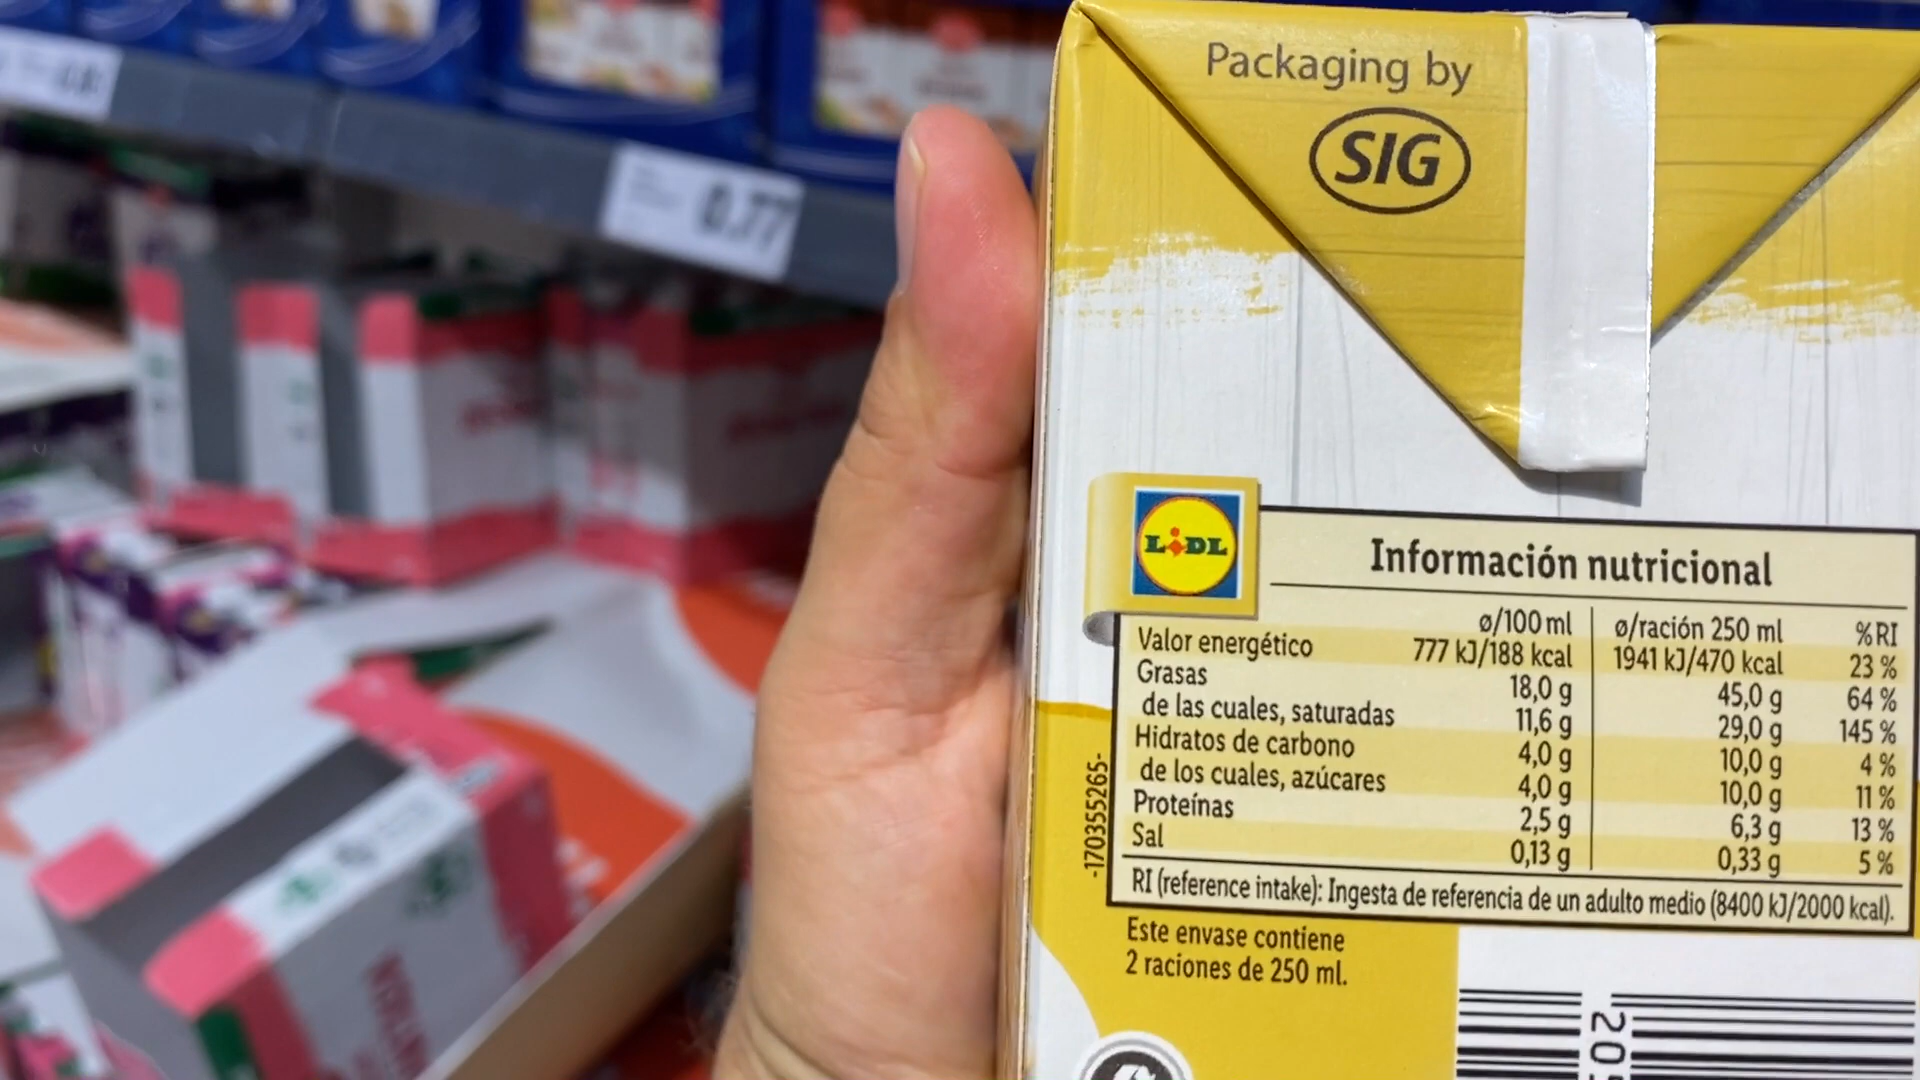 0.77
Packaging by
SIG
LiDL
Información nutricional
ø/100 ml ø/ración 250 ml %RI
Valor energético 777 kJ/188 kcal 1941 kJ/470 kcal 23 %
Grasas 18,0 g 45,0 g 64 %
de las cuales, saturadas 11,6 g 29,0 g 145 %
Hidratos de carbono 4,0 g 10,0 g 4 %
de los cuales, azúcares 4,0 g 10,0 g 11 %
Proteínas 2,5 g 6,3 g 13 %
Sal 0,13 g 0,33 g 5 %
RI (reference intake): Ingesta de referencia de un adulto medio (8400 kJ/2000 kcal).
-170355265-
Este envase contiene
2 raciones de 250 ml.